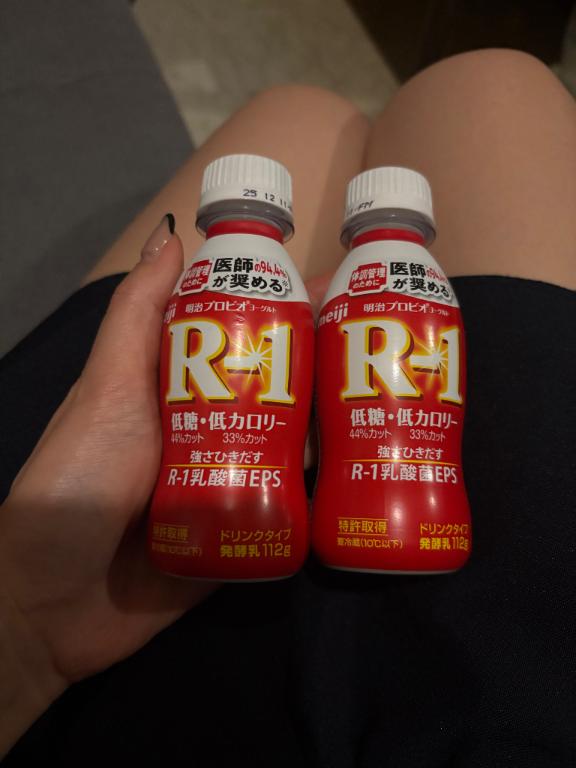 25.12.11
体調管理
のために
医師の94.4%
が奨める※
meiji
明治プロビオヨーグルト
R-1
低糖・低カロリー
44%カット 33%カット
強さひきだす
R-1乳酸菌EPS
特許取得
要冷蔵(10℃以下)
ドリンクタイプ
発酵乳112g
体調管理
のために
医師の94.4%
が奨める※
meiji
明治プロビオヨーグルト
R-1
低糖・低カロリー
44%カット 33%カット
強さひきだす
R-1乳酸菌EPS
特許取得
要冷蔵(10℃以下)
ドリンクタイプ
発酵乳112g